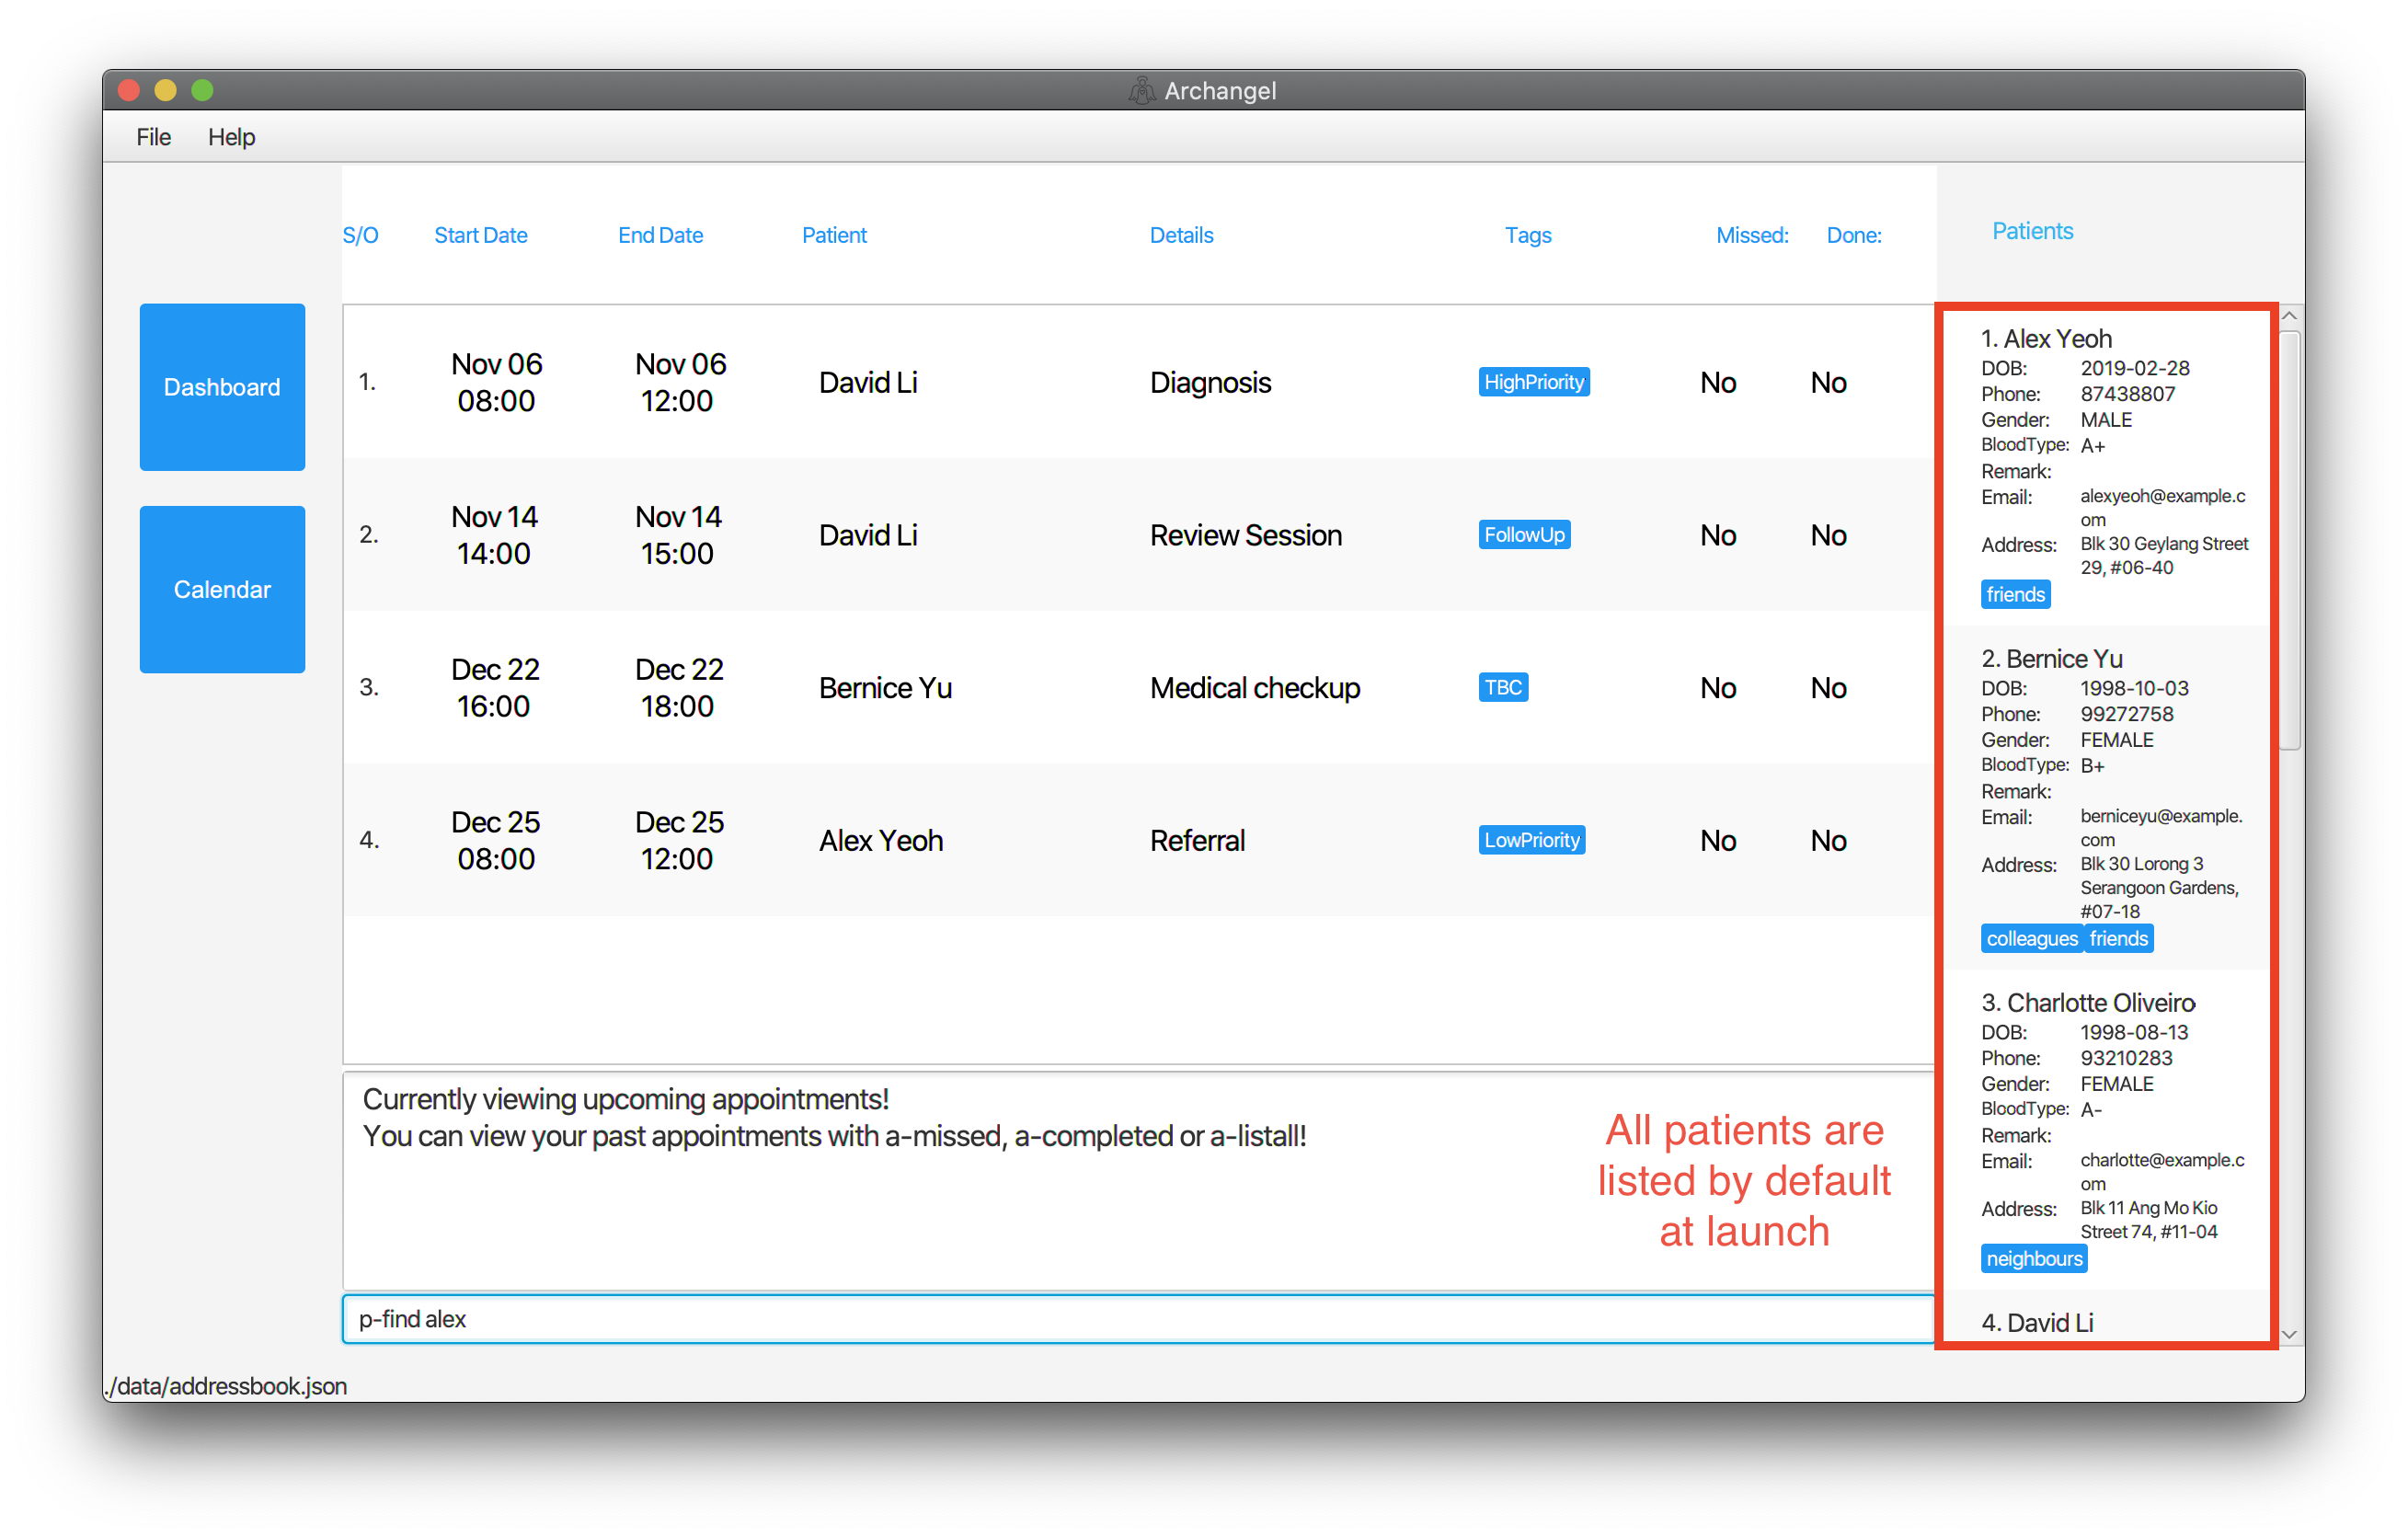 Archangel
File Help
S/O Start Date End Date Patient Details Tags Missed: Done: Patients
Dashboard
Calendar
1. Nov 06 08:00 Nov 06 12:00 David Li Diagnosis HighPriority No No
2. Nov 14 14:00 Nov 14 15:00 David Li Review Session FollowUp No No
3. Dec 22 16:00 Dec 22 18:00 Bernice Yu Medical checkup TBC No No
4. Dec 25 08:00 Dec 25 12:00 Alex Yeoh Referral LowPriority No No
1. Alex Yeoh
DOB: 2019-02-28
Phone: 87438807
Gender: MALE
BloodType: A+
Remark:
Email: alexyeoh@example.c
om
Address: Blk 30 Geylang Street
29, #06-40
friends
2. Bernice Yu
DOB: 1998-10-03
Phone: 99272758
Gender: FEMALE
BloodType: B+
Remark:
Email: berniceyu@example.
com
Address: Blk 30 Lorong 3
Serangoon Gardens,
#07-18
colleagues friends
3. Charlotte Oliveiro
DOB: 1998-08-13
Phone: 93210283
Gender: FEMALE
BloodType: A-
Remark:
Email: charlotte@example.c
om
Address: Blk 11 Ang Mo Kio
Street 74, #11-04
neighbours
4. David Li
Currently viewing upcoming appointments!
You can view your past appointments with a-missed, a-completed or a-listall!
All patients are
listed by default
at launch
p-find alex
./data/addressbook.json